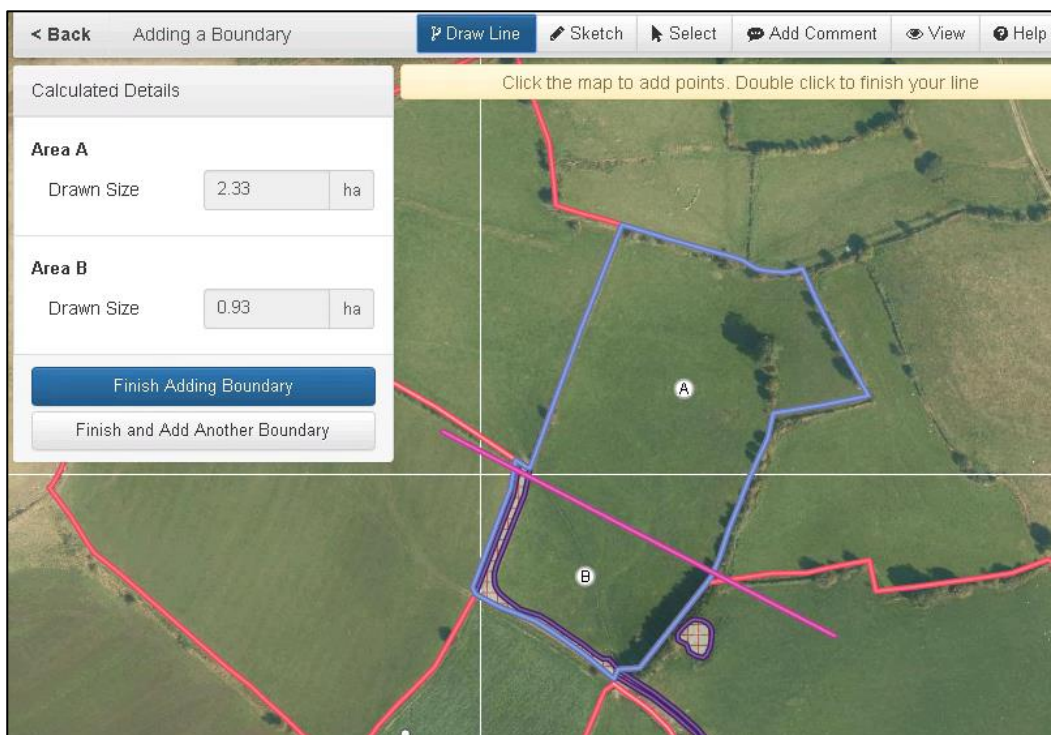 < Back Adding a Boundary Draw Line Sketch Select Add Comment View Help
Click the map to add points. Double click to finish your line
Calculated Details
Area A
Drawn Size 2.33 ha
Area B
Drawn Size 0.93 ha
Finish Adding Boundary
Finish and Add Another Boundary
A
B